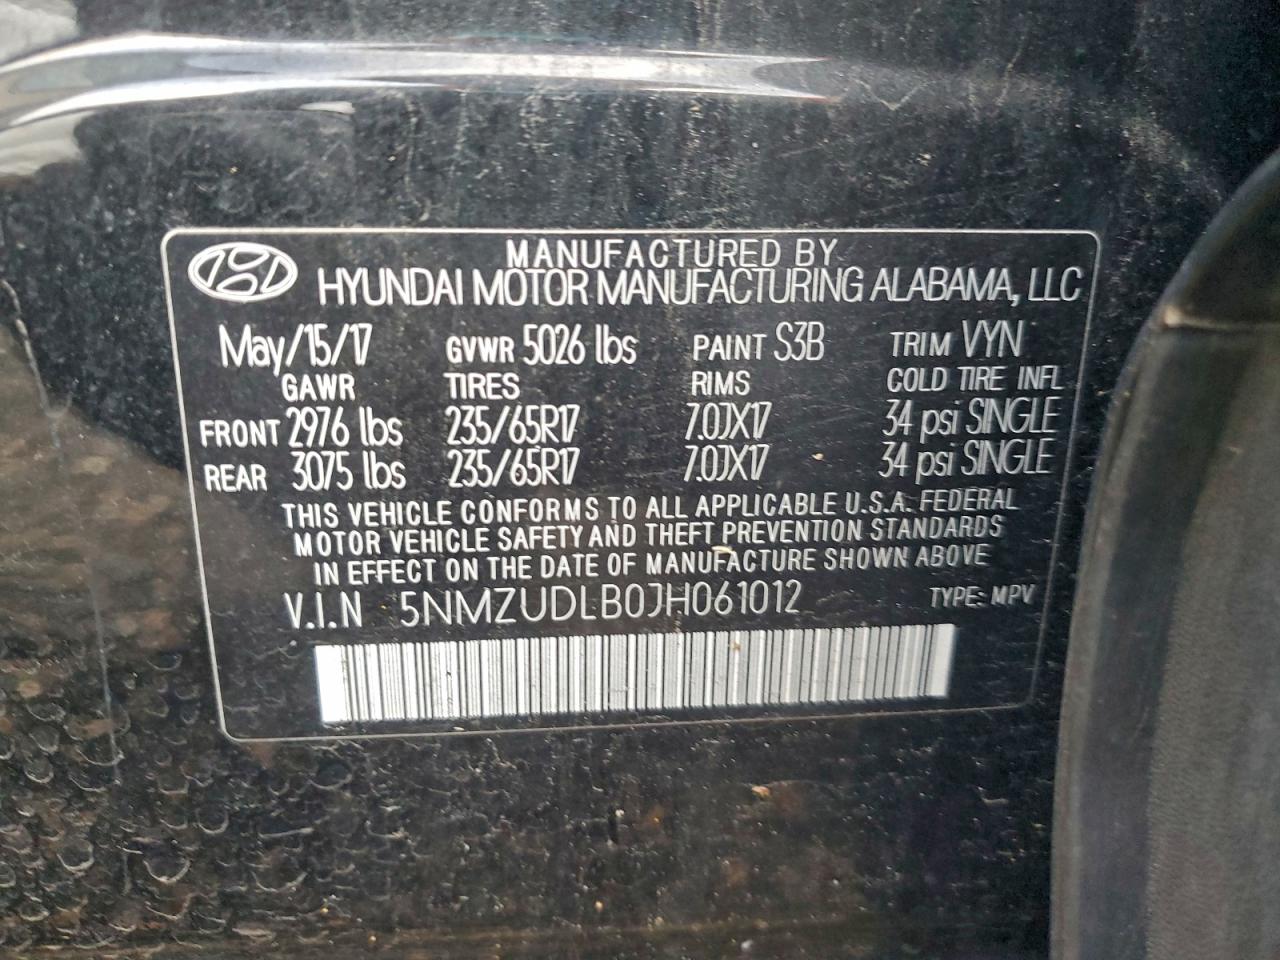 MANUFACTURED BY
HYUNDAI MOTOR MANUFACTURING ALABAMA, LLC
May/15/17 GVWR 5026 lbs PAINT S3B TRIM VYN
GAWR TIRES RIMS COLD TIRE INFL
FRONT 2976 lbs 235/65R17 7.0JX17 34 psi SINGLE
REAR 3075 lbs 235/65R17 7.0JX17 34 psi SINGLE
THIS VEHICLE CONFORMS TO ALL APPLICABLE U.S.A. FEDERAL
MOTOR VEHICLE SAFETY AND THEFT PREVENTION STANDARDS
IN EFFECT ON THE DATE OF MANUFACTURE SHOWN ABOVE
V.I.N 5NMZUDLB0JH061012 TYPE: MPV